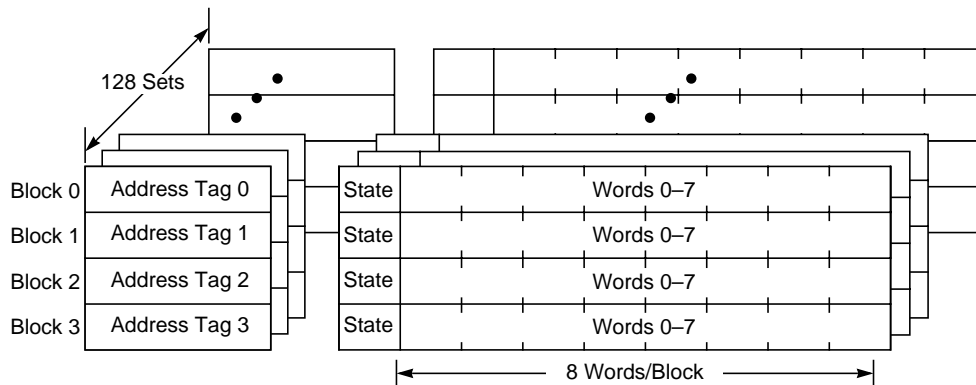 128 Sets
Block 0 Address Tag 0 State Words 0–7
Block 1 Address Tag 1 State Words 0–7
Block 2 Address Tag 2 State Words 0–7
Block 3 Address Tag 3 State Words 0–7
8 Words/Block